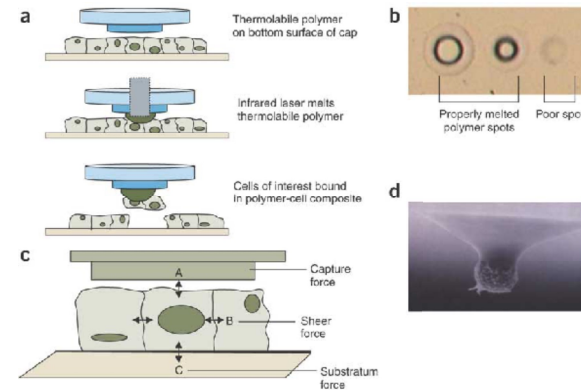 a
Thermolabile polymer
on bottom surface of cap
Infrared laser melts
thermolabile polymer
Cells of interest bound
in polymer-cell composite
b
Properly melted
polymer spots
Poor
c
A
B
C
Capture
force
Sheer
force
Substratum
force
d